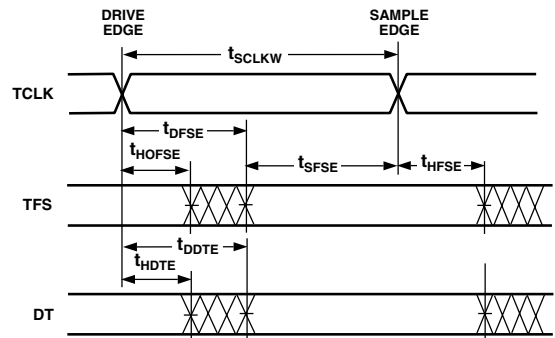 DRIVE
EDGE
SAMPLE
EDGE
tSCLKW
TCLK
tDFSE
tHOFSE
tSFSE
tHFSE
TFS
tDDTE
tHDTE
DT